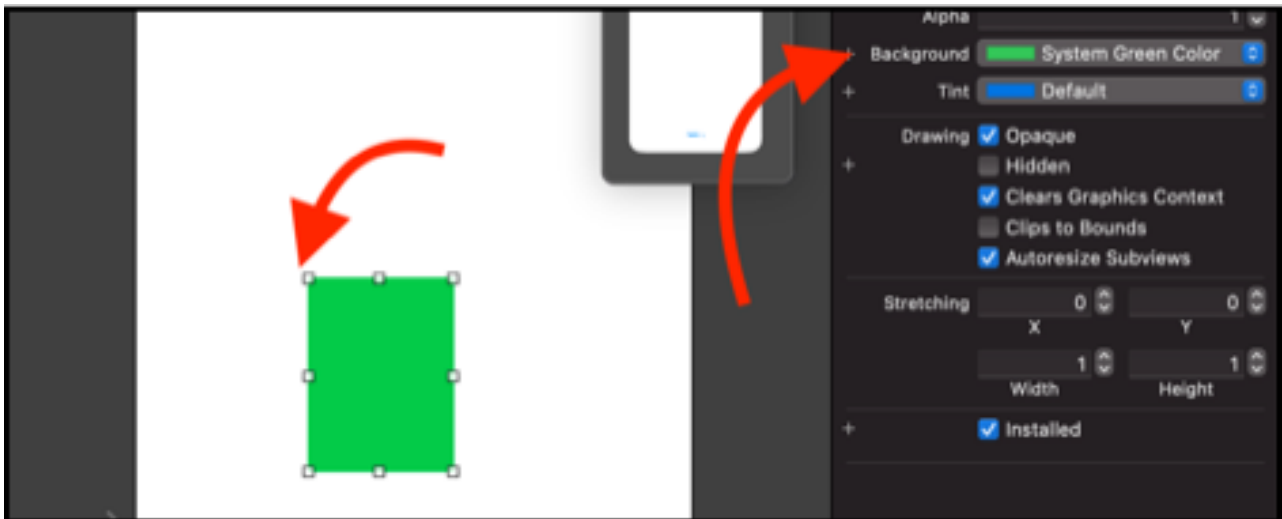 Alpha 1
Background System Green Color
Tint Default
Drawing Opaque
Hidden
Clears Graphics Context
Clips to Bounds
Autoresize Subviews
Stretching 0 0
X Y
1 1
Width Height
Installed